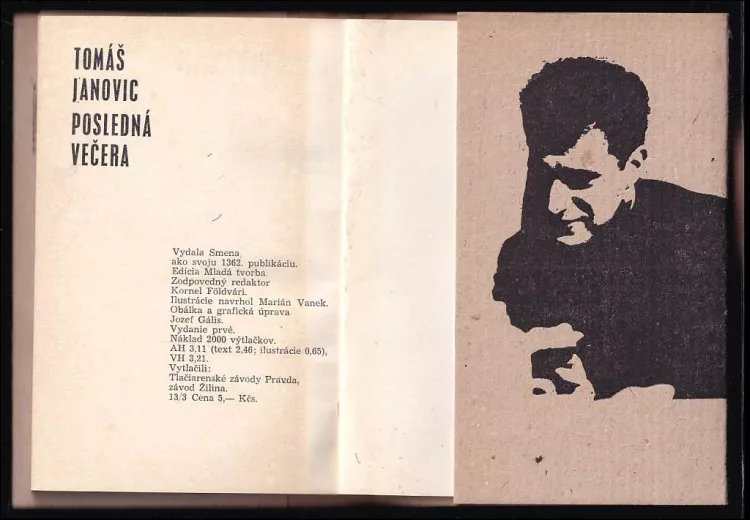 TOMÁŠ
JANOVIC
POSLEDNÁ
VEČERA
Vydala Smena
ako svoju 1362. publikáciu.
Edícia Mladá tvorba.
Zodpovedný redaktor
Kornel Földvári.
Ilustrácie navrhol Marián Vanek.
Obálka a grafická úprava
Jozef Gális.
Vydanie prvé.
Náklad 2000 výtlačkov.
AH 3,11 (text 2,46; ilustrácie 0,65),
VH 3,21.
Vytlačili:
Tlačiarenské závody Pravda,
závod Žilina.
13/3 Cena 5,— Kčs.